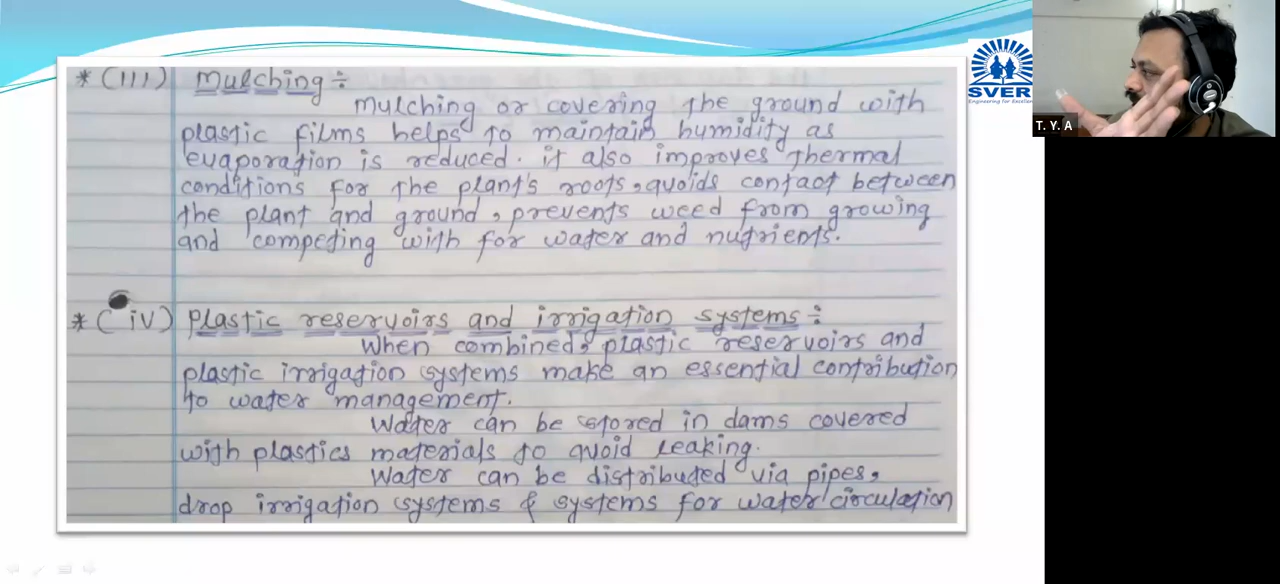 * (III) Mulching ÷
Mulching or covering the ground with
plastic films helps to maintain humidity as
evaporation is reduced. it also improves thermal
conditions for the plant's roots, avoids contact between
the plant and ground, prevents weed from growing
and competing with for water and nutrients.
* (iv) Plastic reservoirs and irrigation systems ÷
When combined, plastic reservoirs and
plastic irrigation systems make an essential contribution
to water management.
Water can be stored in dams covered
with plastics materials to avoid leaking.
Water can be distributed via pipes,
drop irrigation systems & systems for water circulation
SVER
Engineering for Excellen
T. Y. A